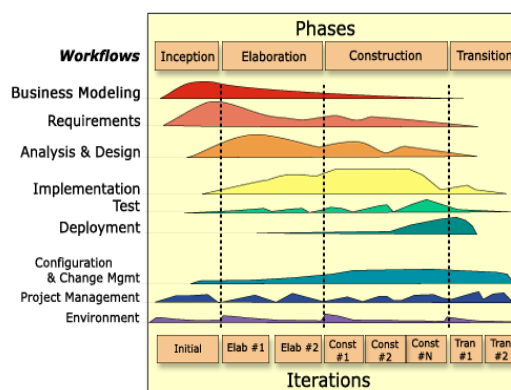 Phases
Workflows
Inception
Elaboration
Construction
Transition
Business Modeling
Requirements
Analysis & Design
Implementation
Test
Deployment
Configuration
& Change Mgmt
Project Management
Environment
Initial
Elab #1
Elab #2
Const
#1
Const
#2
Const
#N
Tran
#1
Tran
#2
Iterations